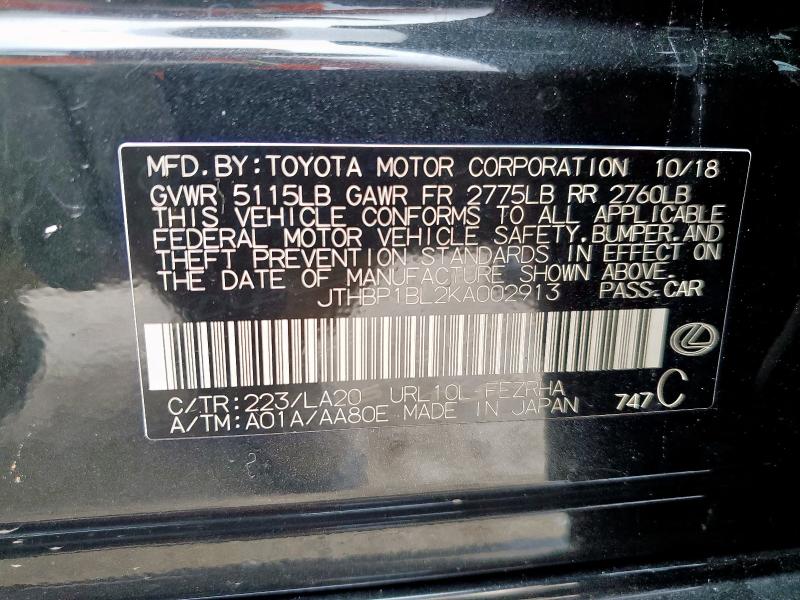 MFD.BY:TOYOTA MOTOR CORPORATION 10/18
GVWR 5115LB GAWR FR 2775LB RR 2760LB
THIS VEHICLE CONFORMS TO ALL APPLICABLE
FEDERAL MOTOR VEHICLE SAFETY,BUMPER,AND
THEFT PREVENTION STANDARDS IN EFFECT ON
THE DATE OF MANUFACTURE SHOWN ABOVE.
JTHBP1BL2KA002913 PASS-CAR
C/TR:223/LA20 URL10L-FEZRHA
A/TM:A01A/AA80E MADE IN JAPAN 747C